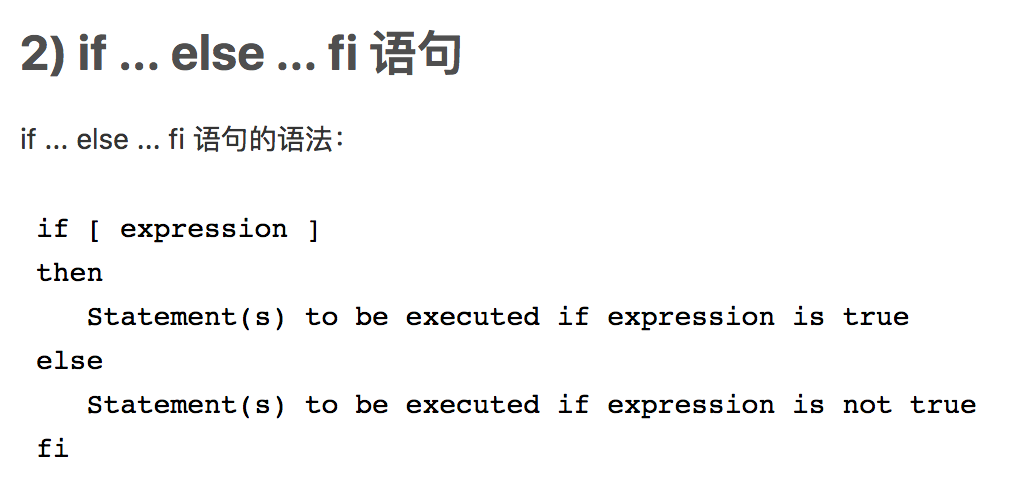 2) if ... else ... fi 语句
if ... else ... fi 语句的语法：
if [ expression ]
then
   Statement(s) to be executed if expression is true
else
   Statement(s) to be executed if expression is not true
fi